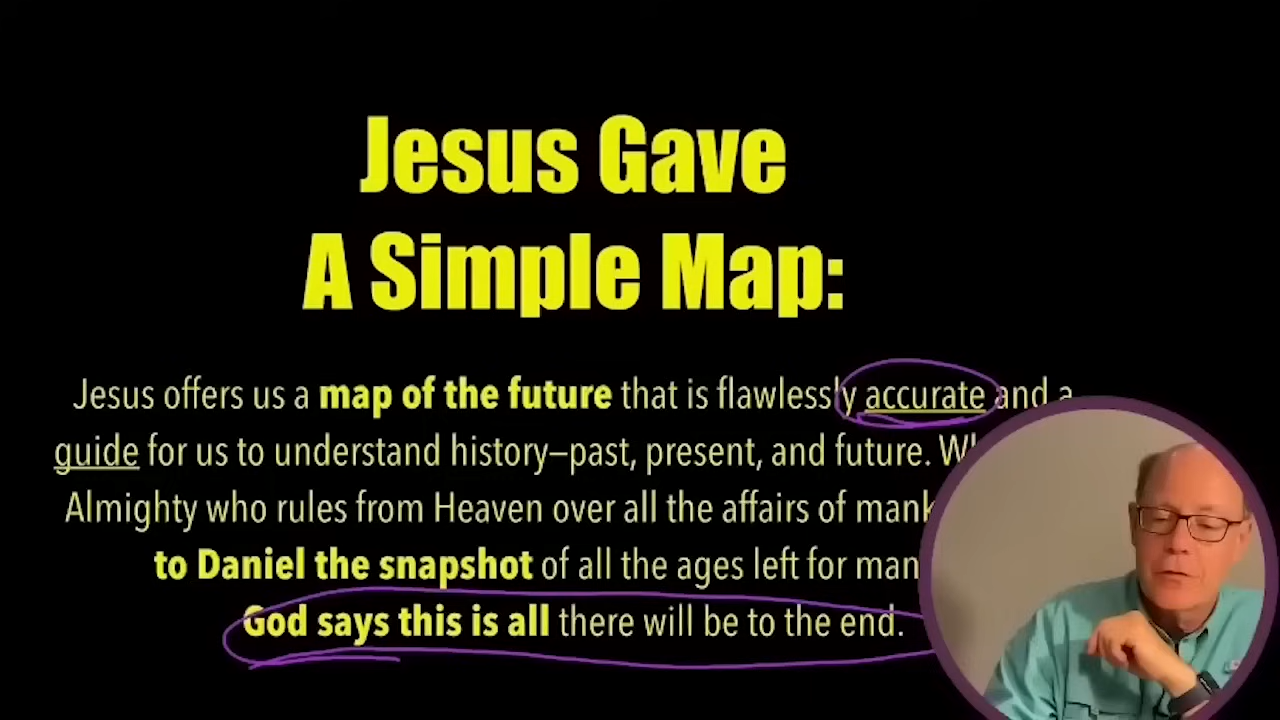 Jesus Gave
A Simple Map:
Jesus offers us a map of the future that is flawlessly accurate and a
guide for us to understand history–past, present, and future.
Almighty who rules from Heaven over all the affairs of
to Daniel the snapshot of all the ages left for man
God says this is all there will be to the end.